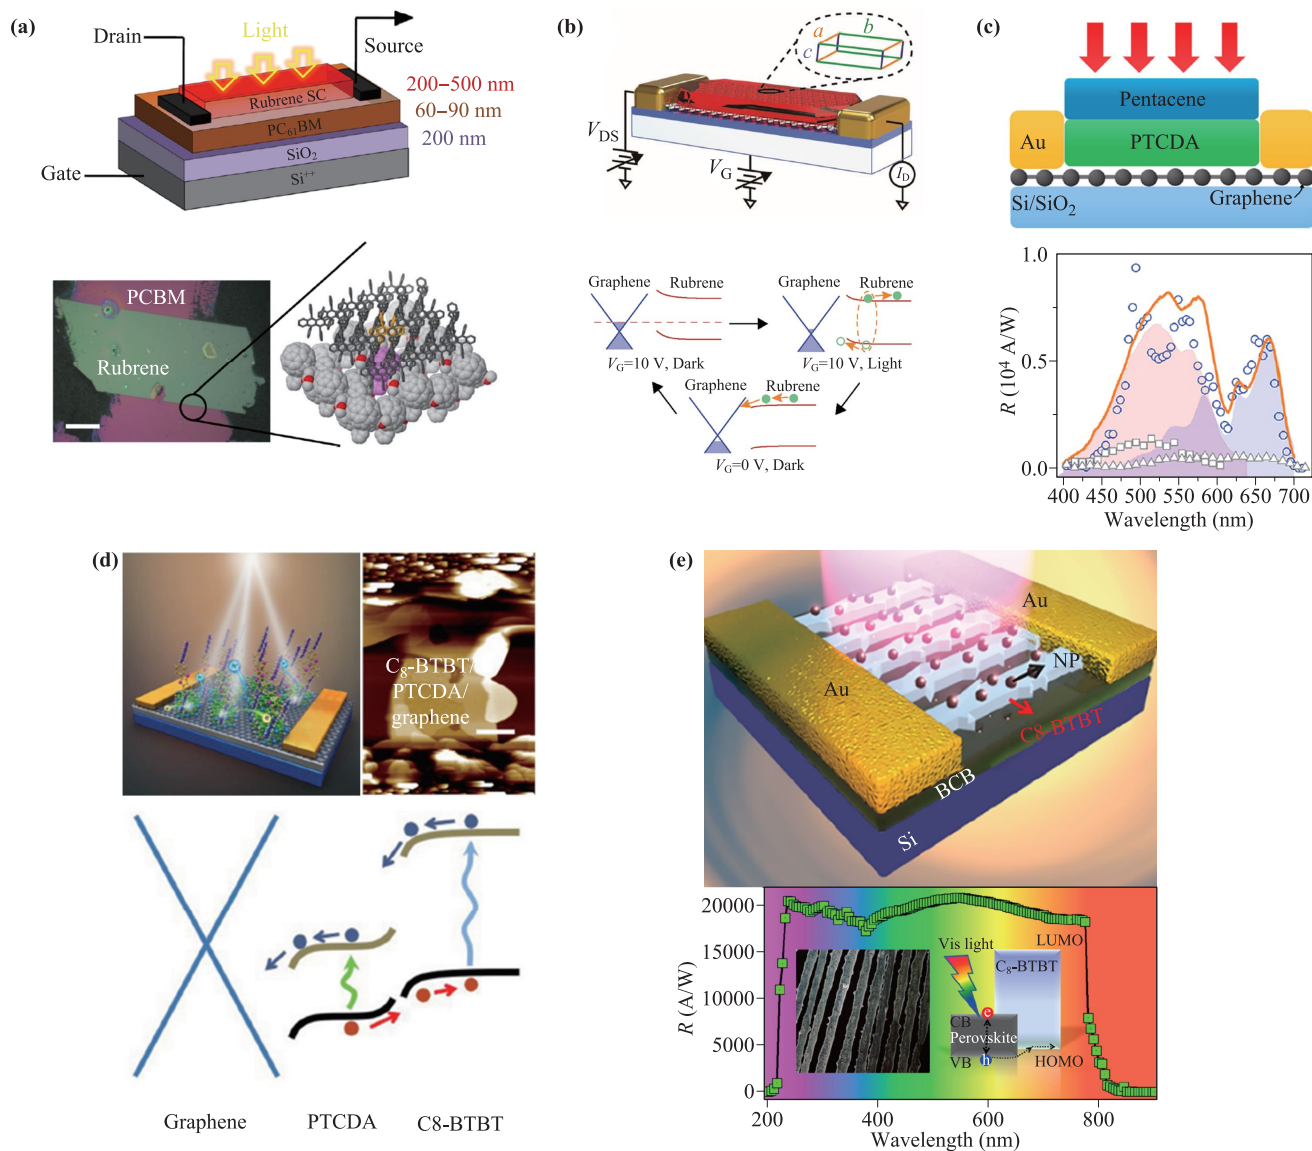 (a)
Drain
Light
Source
Rubrene SC
200–500 nm
PC61BM
60–90 nm
SiO2
200 nm
Gate
Si++
PCBM
Rubrene
(b)
a
b
c
VDS
VG
ID
Graphene
Rubrene
VG=10 V, Dark
Graphene
Rubrene
VG=10 V, Light
Graphene
Rubrene
VG=0 V, Dark
(c)
Pentacene
Au
PTCDA
Graphene
Si/SiO2
R (10⁴ A/W)
1.0
0.5
0.0
400 450 500 550 600 650 700
Wavelength (nm)
(d)
C8-BTBT/
PTCDA/
graphene
Graphene
PTCDA
C8-BTBT
(e)
Au
NP
Au
C8-BTBT
BCB
Si
R (A/W)
20000
15000
10000
5000
0
LUMO
Vis light
C8-BTBT
e
CB
Perovskite
VB
h
HOMO
200 400 600 800
Wavelength (nm)